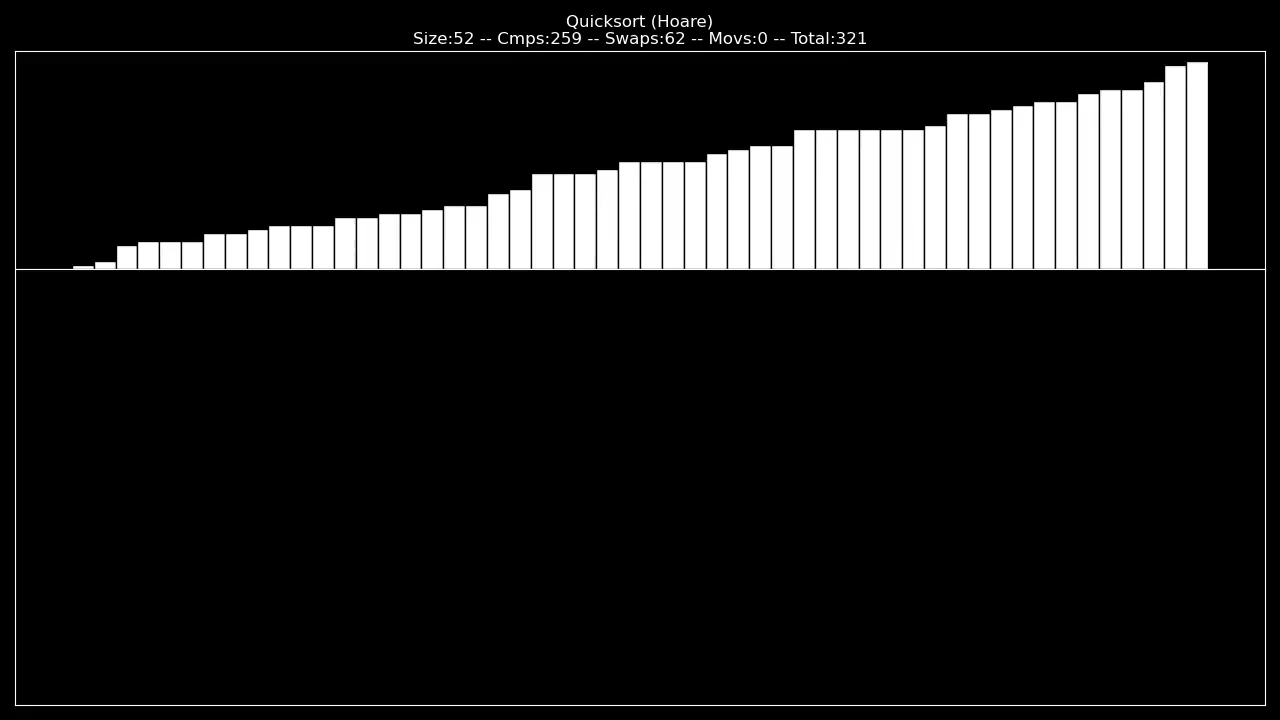 Quicksort (Hoare)
Size:52 -- Cmps:259 -- Swaps:62 -- Movs:0 -- Total:321